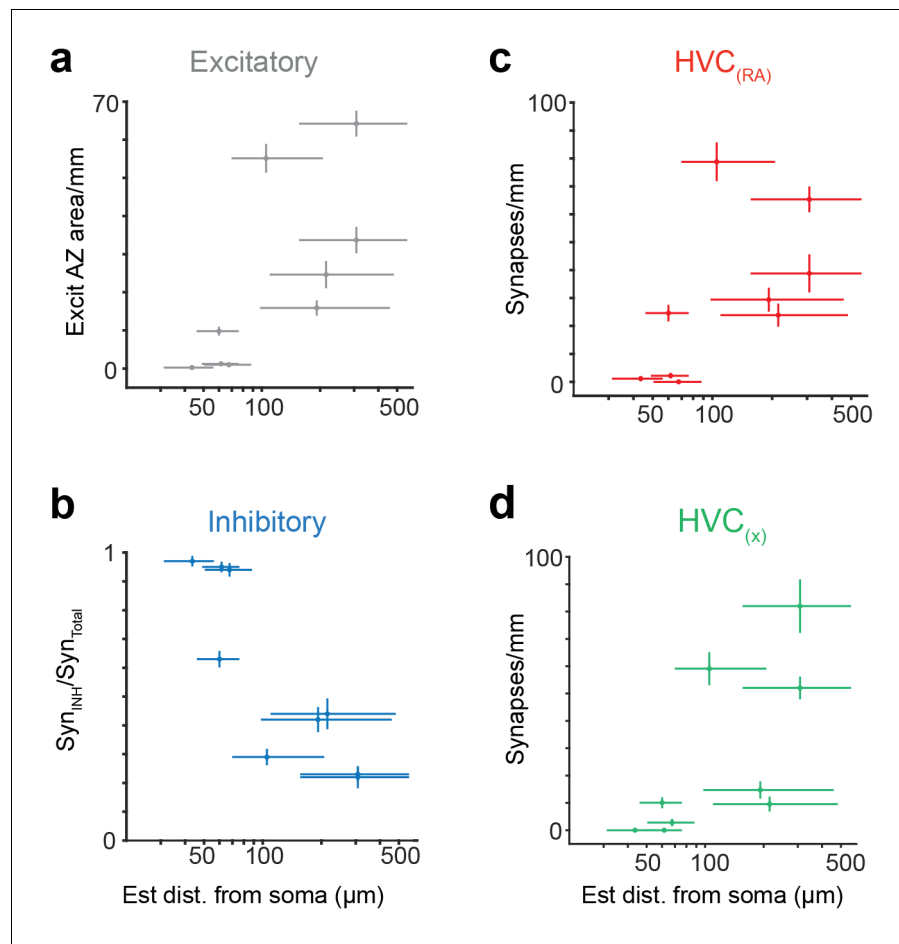 a
Excitatory
70
Excit AZ area/mm
0
50
100
500
b
Inhibitory
1
Syn_INH/Syn_Total
0
50
100
500
Est dist. from soma (µm)
c
HVC(RA)
100
Synapses/mm
0
50
100
500
d
HVC(x)
100
Synapses/mm
0
50
100
500
Est dist. from soma (µm)